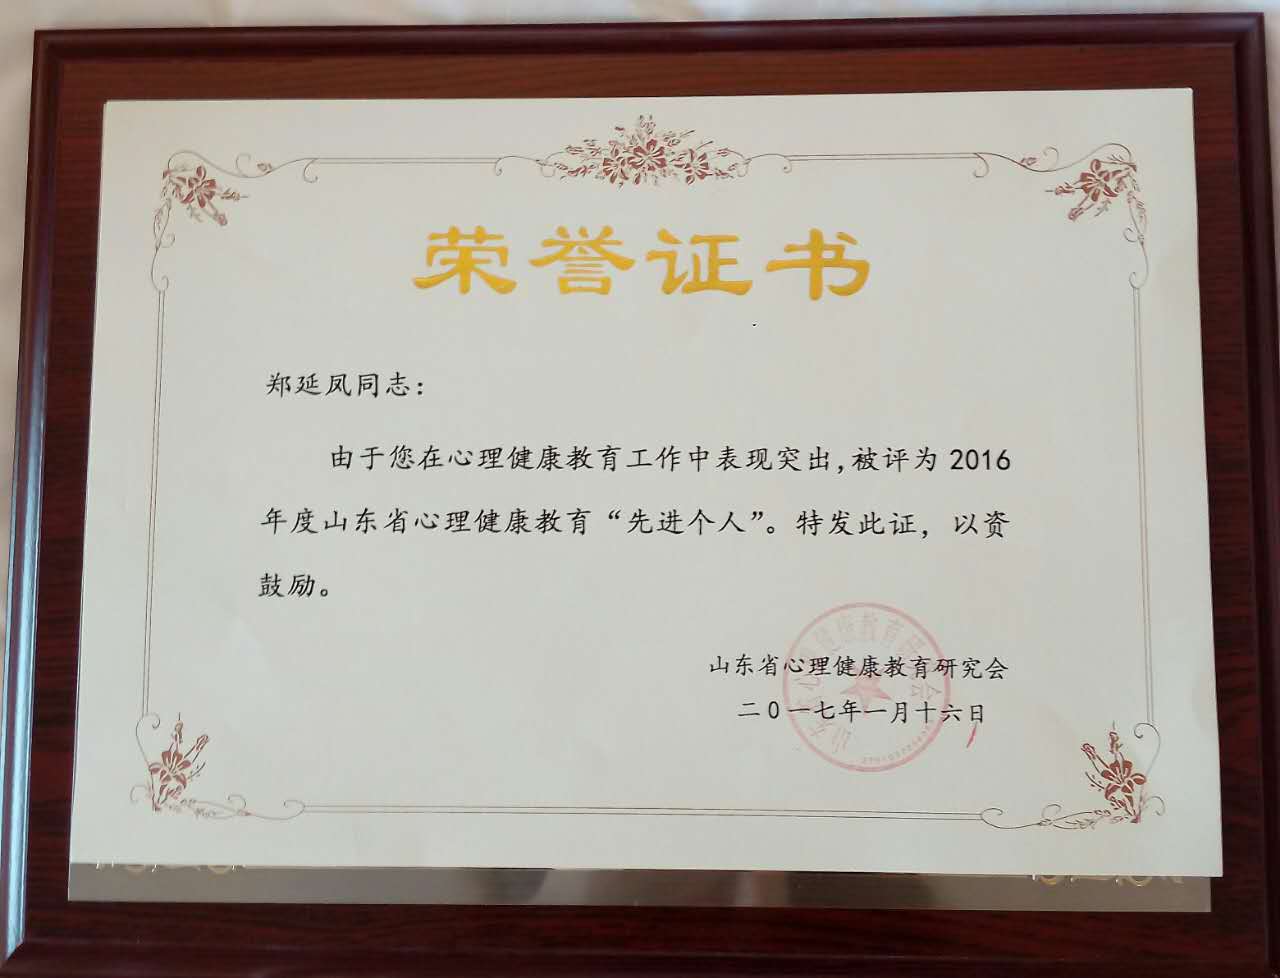 荣誉证书
郑延凤同志：
由于您在心理健康教育工作中表现突出，被评为2016
年度山东省心理健康教育“先进个人”。特发此证，以资
鼓励。
山东省心理健康教育研究会
二0一七年一月十六日